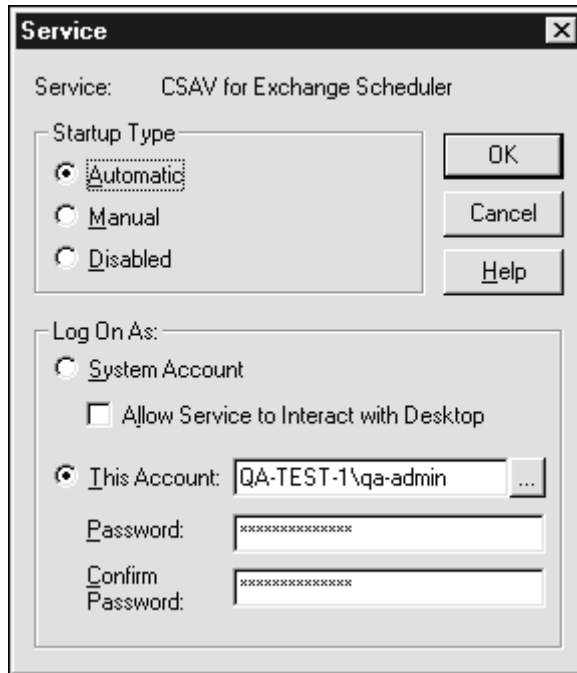 Service
Service: CSAV for Exchange Scheduler
Startup Type
Automatic
Manual
Disabled
OK
Cancel
Help
Log On As:
System Account
Allow Service to Interact with Desktop
This Account: QA-TEST-1\qa-admin ...
Password: **************
Confirm
Password: **************